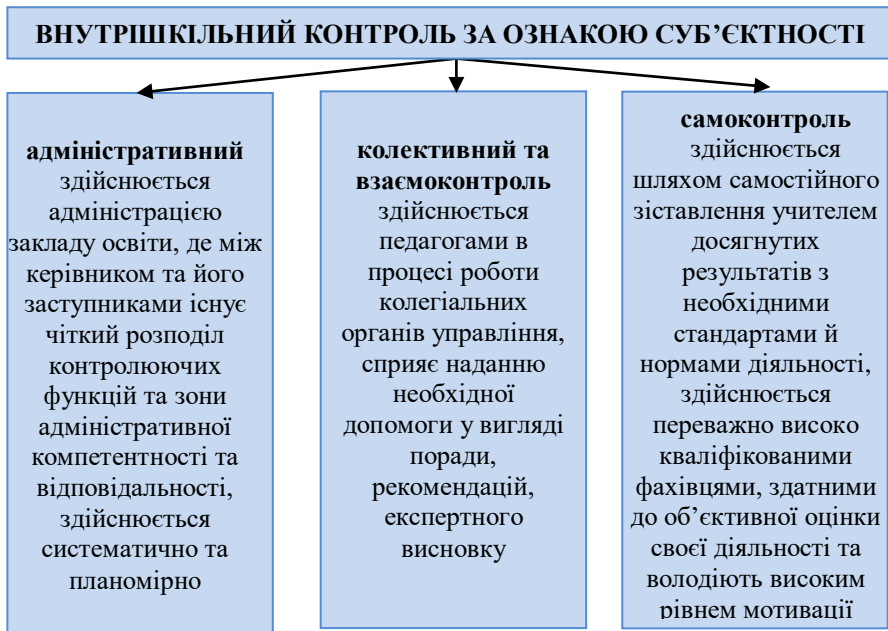 ВНУТРІШКІЛЬНИЙ КОНТРОЛЬ ЗА ОЗНАКОЮ СУБ’ЄКТНОСТІ
адміністративний
здійснюється
адміністрацією
закладу освіти, де між
керівником та його
заступниками існує
чіткий розподіл
контролюючих
функцій та зони
адміністративної
компетентності та
відповідальності,
здійснюється
систематично та
планомірно
колективний та
взаємоконтроль
здійснюється
педагогами в
процесі роботи
колегіальних
органів управління,
сприяє наданню
необхідної
допомоги у вигляді
поради,
рекомендацій,
експертного
висновку
самоконтроль
здійснюється
шляхом самостійного
зіставлення учителем
досягнутих
результатів з
необхідними
стандартами й
нормами діяльності,
здійснюється
переважно високо
кваліфікованими
фахівцями, здатними
до об’єктивної оцінки
своєї діяльності та
володіють високим
рівнем мотивації